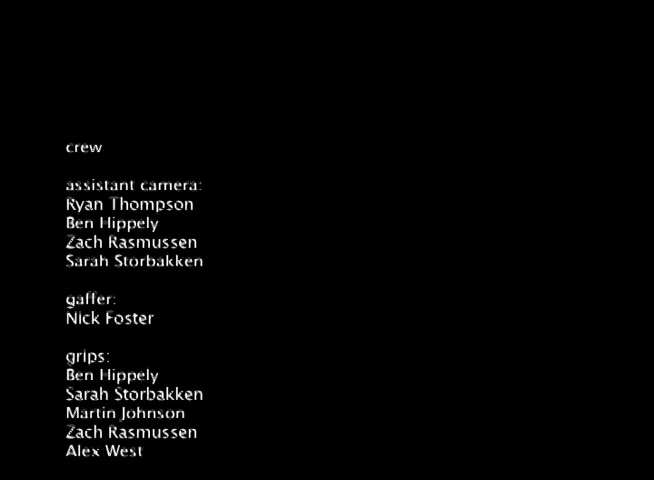 crew
assistant camera:
Ryan Thompson
Ben Hippely
Zach Rasmussen
Sarah Storbakken
gaffer:
Nick Foster
grips:
Ben Hippely
Sarah Storbakken
Martin Johnson
Zach Rasmussen
Alex West